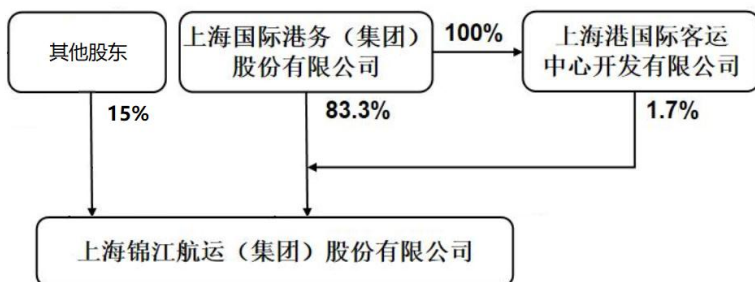 其他股东
上海国际港务（集团）
股份有限公司
100%
上海港国际客运
中心开发有限公司
15%
83.3%
1.7%
上海锦江航运（集团）股份有限公司